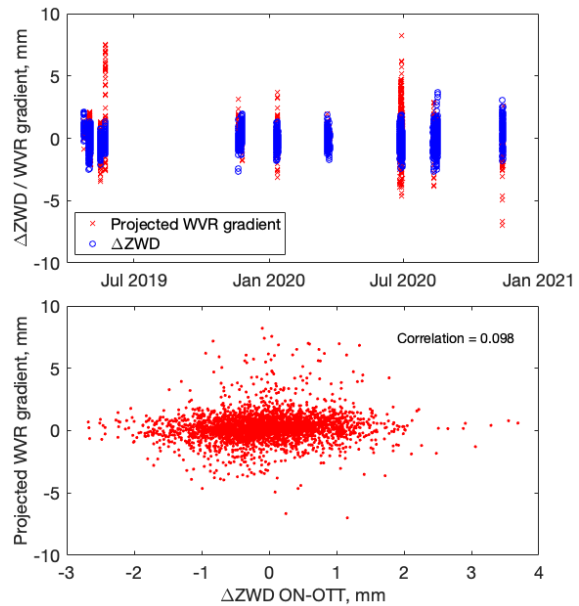 10
5
0
-5
-10
ΔZWD / WVR gradient, mm
Projected WVR gradient
ΔZWD
Jul 2019 Jan 2020 Jul 2020 Jan 2021
10
5
0
-5
-10
Projected WVR gradient, mm
Correlation = 0.098
-3 -2 -1 0 1 2 3 4
ΔZWD ON-OTT, mm